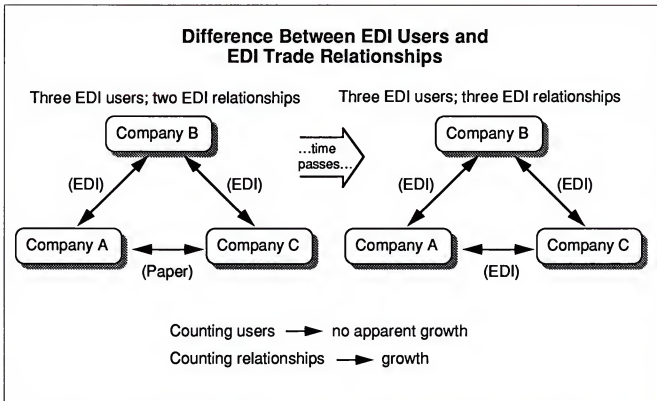 Difference Between EDI Users and
EDI Trade Relationships
Three EDI users; two EDI relationships
Company B
(EDI)
(EDI)
Company A
Company C
(Paper)
...time
passes...
Three EDI users; three EDI relationships
Company B
(EDI)
(EDI)
Company A
Company C
(EDI)
Counting users
no apparent growth
Counting relationships
growth